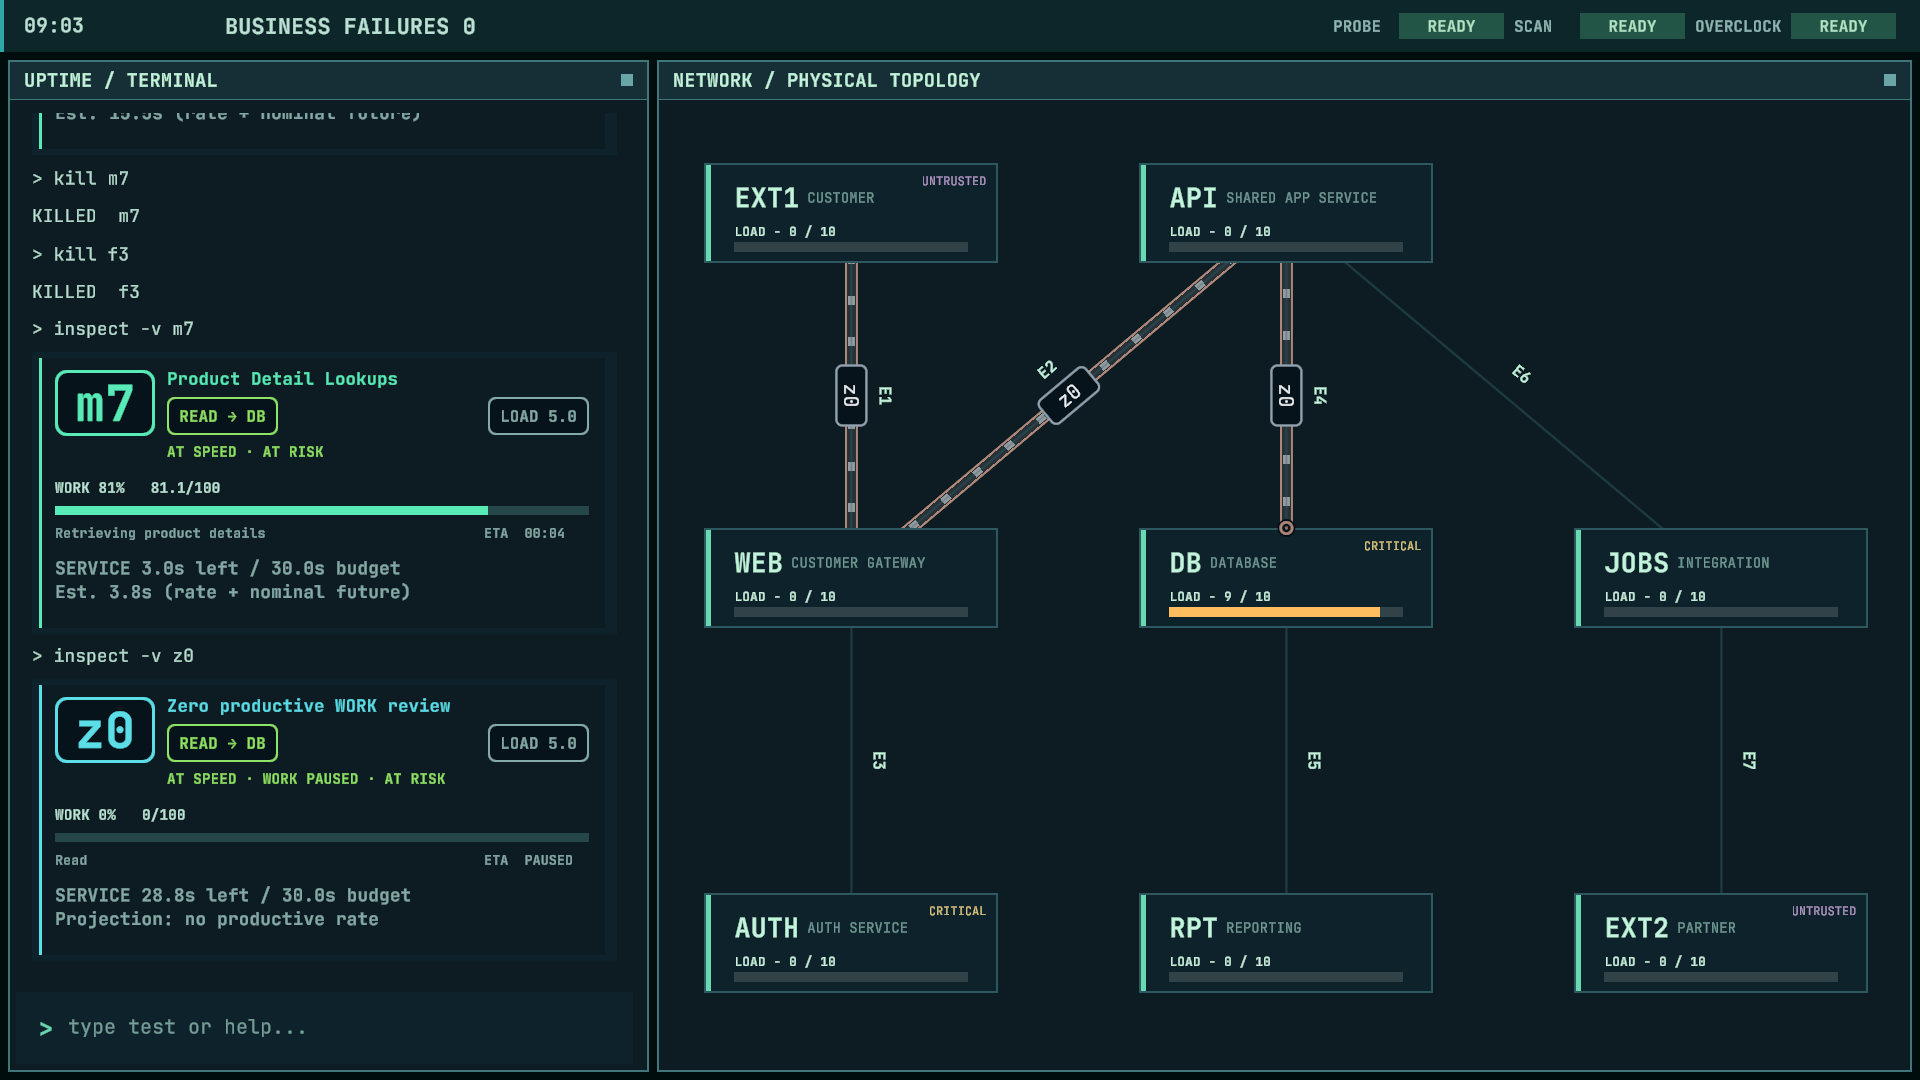 09:03
BUSINESS FAILURES 0
PROBE READY SCAN READY OVERCLOCK READY
UPTIME / TERMINAL
Est. 15.5s (rate + nominal future)
> kill m7
KILLED m7
> kill f3
KILLED f3
> inspect -v m7
m7
Product Detail Lookups
READ → DB
LOAD 5.0
AT SPEED · AT RISK
WORK 81% 81.1/100
Retrieving product details ETA 00:04
SERVICE 3.0s left / 30.0s budget
Est. 3.8s (rate + nominal future)
> inspect -v z0
z0
Zero productive WORK review
READ → DB
LOAD 5.0
AT SPEED · WORK PAUSED · AT RISK
WORK 0% 0/100
Read ETA PAUSED
SERVICE 28.8s left / 30.0s budget
Projection: no productive rate
> type test or help...
NETWORK / PHYSICAL TOPOLOGY
UNTRUSTED
EXT1 CUSTOMER
LOAD - 0 / 10
API SHARED APP SERVICE
LOAD - 0 / 10
z0
E1
E2
z0
z0
E4
E6
WEB CUSTOMER GATEWAY
LOAD - 0 / 10
CRITICAL
DB DATABASE
LOAD - 9 / 10
JOBS INTEGRATION
LOAD - 0 / 10
E3
E5
E7
CRITICAL
AUTH AUTH SERVICE
LOAD - 0 / 10
RPT REPORTING
LOAD - 0 / 10
UNTRUSTED
EXT2 PARTNER
LOAD - 0 / 10